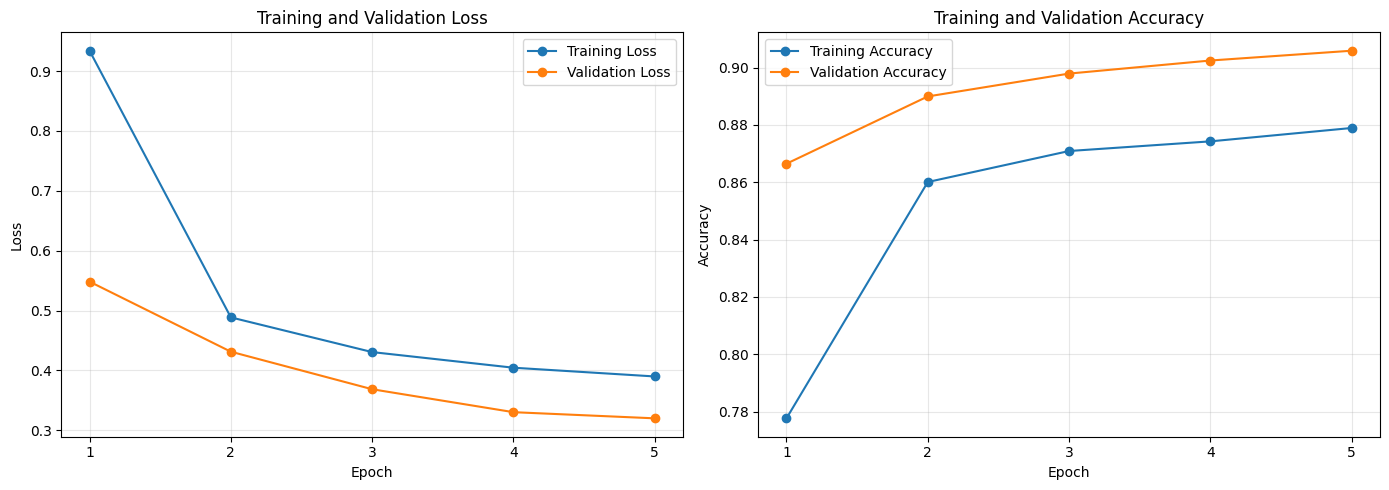 Training and Validation Loss
Training Loss
Validation Loss
0.9
0.8
0.7
0.6
0.5
0.4
0.3
Loss
1 2 3 4 5
Epoch
Training and Validation Accuracy
Training Accuracy
Validation Accuracy
0.90
0.88
0.86
0.84
0.82
0.80
0.78
Accuracy
1 2 3 4 5
Epoch